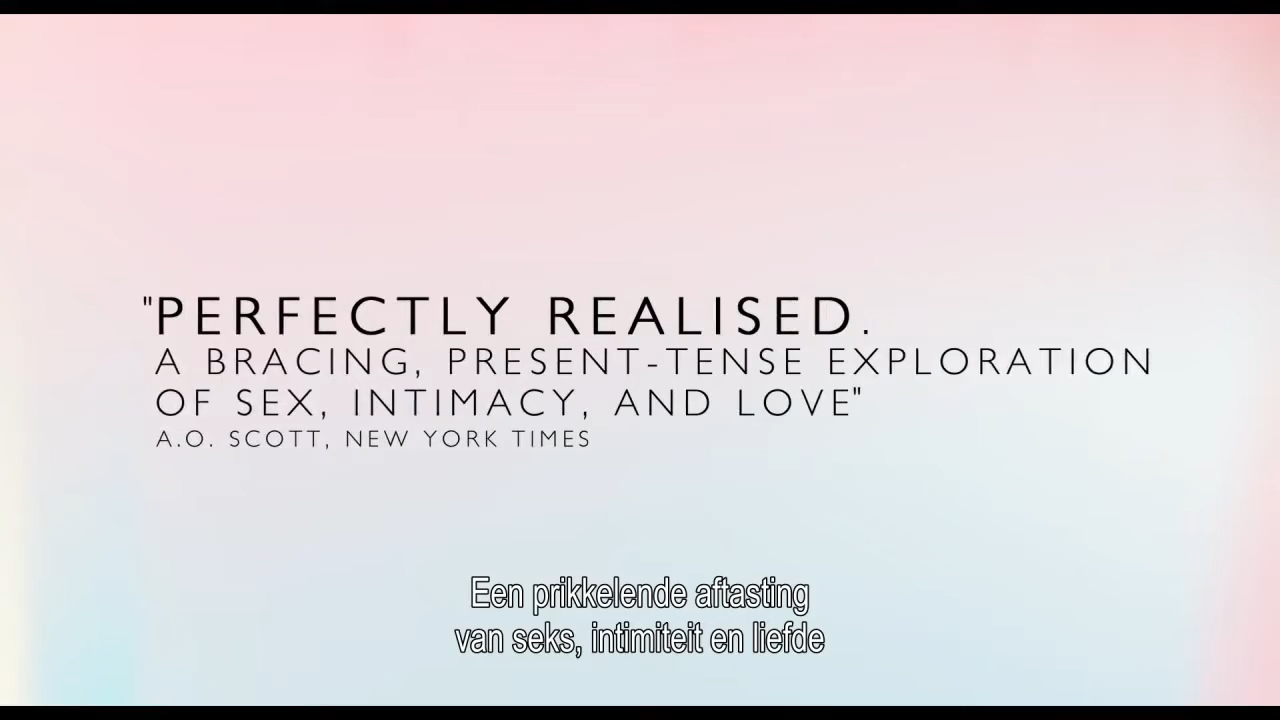 "PERFECTLY REALISED.
A BRACING, PRESENT-TENSE EXPLORATION
OF SEX, INTIMACY, AND LOVE"
A.O. SCOTT, NEW YORK TIMES
Een prikkelende aftasting
van seks, intimiteit en liefde